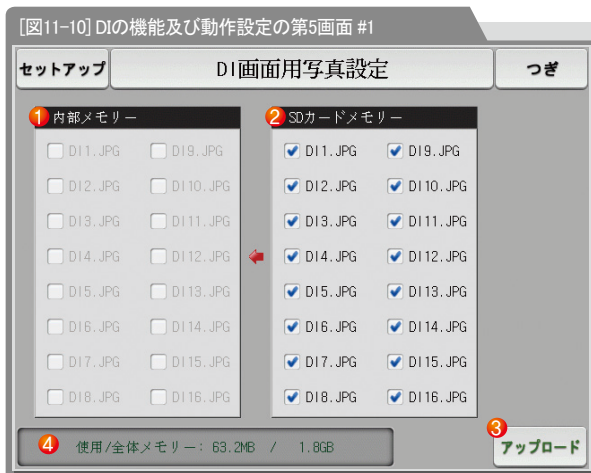 [図11-10] DIの機能及び動作設定の第5画面 #1
セットアップ DI画面用写真設定 つぎ
1 内部メモリー 2 SDカードメモリー
DI1.JPG DI9.JPG DI1.JPG DI9.JPG
DI2.JPG DI10.JPG DI2.JPG DI10.JPG
DI3.JPG DI11.JPG DI3.JPG DI11.JPG
DI4.JPG DI12.JPG DI4.JPG DI12.JPG
DI5.JPG DI13.JPG DI5.JPG DI13.JPG
DI6.JPG DI14.JPG DI6.JPG DI14.JPG
DI7.JPG DI15.JPG DI7.JPG DI15.JPG
DI8.JPG DI16.JPG DI8.JPG DI16.JPG
4 使用/全体メモリー: 63.2MB / 1.8GB
3 アップロード